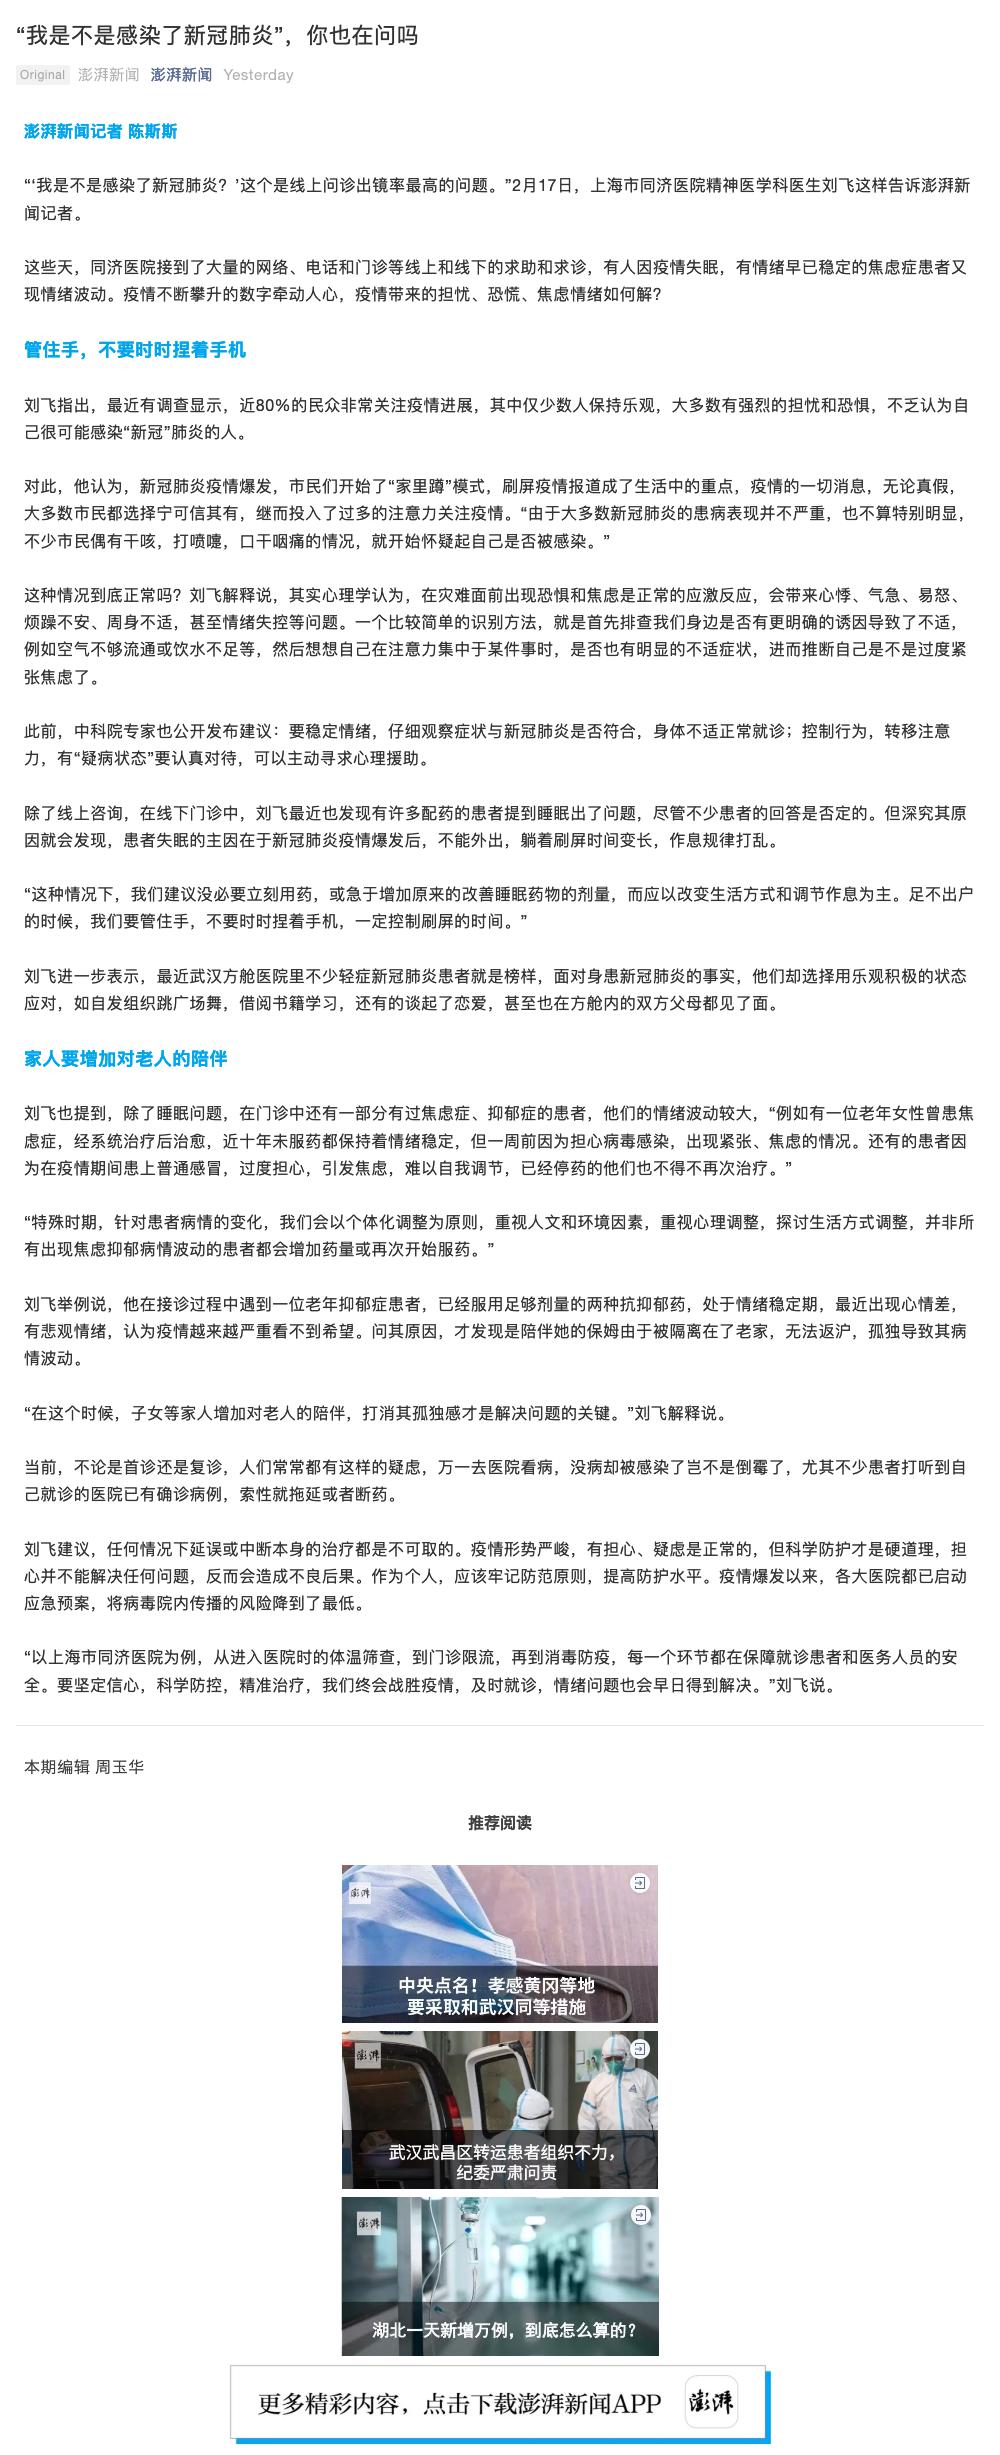 “我是不是感染了新冠肺炎”，你也在问吗
Original 澎湃新闻 澎湃新闻 Yesterday
澎湃新闻记者 陈斯斯
“‘我是不是感染了新冠肺炎？’这个是线上问诊出镜率最高的问题。”2月17日，上海市同济医院精神医学科医生刘飞这样告诉澎湃新
闻记者。
这些天，同济医院接到了大量的网络、电话和门诊等线上和线下的求助和求诊，有人因疫情失眠，有情绪早已稳定的焦虑症患者又
现情绪波动。疫情不断攀升的数字牵动人心，疫情带来的担忧、恐慌、焦虑情绪如何解？
管住手，不要时时捏着手机
刘飞指出，最近有调查显示，近80%的民众非常关注疫情进展，其中仅少数人保持乐观，大多数有强烈的担忧和恐惧，不乏认为自
己很可能感染“新冠”肺炎的人。
对此，他认为，新冠肺炎疫情爆发，市民们开始了“家里蹲”模式，刷屏疫情报道成了生活中的重点，疫情的一切消息，无论真假，
大多数市民都选择宁可信其有，继而投入了过多的注意力关注疫情。“由于大多数新冠肺炎的患病表现并不严重，也不算特别明显，
不少市民偶有干咳，打喷嚏，口干咽痛的情况，就开始怀疑起自己是否被感染。”
这种情况到底正常吗？刘飞解释说，其实心理学认为，在灾难面前出现恐惧和焦虑是正常的应激反应，会带来心悸、气急、易怒、
烦躁不安、周身不适，甚至情绪失控等问题。一个比较简单的识别方法，就是首先排查我们身边是否有更明确的诱因导致了不适，
例如空气不够流通或饮水不足等，然后想想自己在注意力集中于某件事时，是否也有明显的不适症状，进而推断自己是不是过度紧
张焦虑了。
此前，中科院专家也公开发布建议：要稳定情绪，仔细观察症状与新冠肺炎是否符合，身体不适正常就诊；控制行为，转移注意
力，有“疑病状态”要认真对待，可以主动寻求心理援助。
除了线上咨询，在线下门诊中，刘飞最近也发现有许多配药的患者提到睡眠出了问题，尽管不少患者的回答是否定的。但深究其原
因就会发现，患者失眠的主因在于新冠肺炎疫情爆发后，不能外出，躺着刷屏时间变长，作息规律打乱。
“这种情况下，我们建议没必要立刻用药，或急于增加原来的改善睡眠药物的剂量，而应以改变生活方式和调节作息为主。足不出户
的时候，我们要管住手，不要时时捏着手机，一定控制刷屏的时间。”
刘飞进一步表示，最近武汉方舱医院里不少轻症新冠肺炎患者就是榜样，面对身患新冠肺炎的事实，他们却选择用乐观积极的状态
应对，如自发组织跳广场舞，借阅书籍学习，还有的谈起了恋爱，甚至也在方舱内的双方父母都见了面。
家人要增加对老人的陪伴
刘飞也提到，除了睡眠问题，在门诊中还有一部分有过焦虑症、抑郁症的患者，他们的情绪波动较大，“例如有一位老年女性曾患焦
虑症，经系统治疗后治愈，近十年未服药都保持着情绪稳定，但一周前因为担心病毒感染，出现紧张、焦虑的情况。还有的患者因
为在疫情期间患上普通感冒，过度担心，引发焦虑，难以自我调节，已经停药的他们也不得不再次治疗。”
“特殊时期，针对患者病情的变化，我们会以个体化调整为原则，重视人文和环境因素，重视心理调整，探讨生活方式调整，并非所
有出现焦虑抑郁病情波动的患者都会增加药量或再次开始服药。”
刘飞举例说，他在接诊过程中遇到一位老年抑郁症患者，已经服用足够剂量的两种抗抑郁药，处于情绪稳定期，最近出现心情差，
有悲观情绪，认为疫情越来越严重看不到希望。问其原因，才发现是陪伴她的保姆由于被隔离在了老家，无法返沪，孤独导致其病
情波动。
“在这个时候，子女等家人增加对老人的陪伴，打消其孤独感才是解决问题的关键。”刘飞解释说。
当前，不论是首诊还是复诊，人们常常都有这样的疑虑，万一去医院看病，没病却被感染了岂不是倒霉了，尤其不少患者打听到自
己就诊的医院已有确诊病例，索性就拖延或者断药。
刘飞建议，任何情况下延误或中断本身的治疗都是不可取的。疫情形势严峻，有担心、疑虑是正常的，但科学防护才是硬道理，担
心并不能解决任何问题，反而会造成不良后果。作为个人，应该牢记防范原则，提高防护水平。疫情爆发以来，各大医院都已启动
应急预案，将病毒院内传播的风险降到了最低。
“以上海市同济医院为例，从进入医院时的体温筛查，到门诊限流，再到消毒防疫，每一个环节都在保障就诊患者和医务人员的安
全。要坚定信心，科学防控，精准治疗，我们终会战胜疫情，及时就诊，情绪问题也会早日得到解决。”刘飞说。
本期编辑 周玉华
推荐阅读
澎湃
中央点名！孝感黄冈等地
要采取和武汉同等措施
澎湃
武汉武昌区转运患者组织不力，
纪委严肃问责
澎湃
湖北一天新增万例，到底怎么算的？
更多精彩内容，点击下载澎湃新闻APP 澎湃